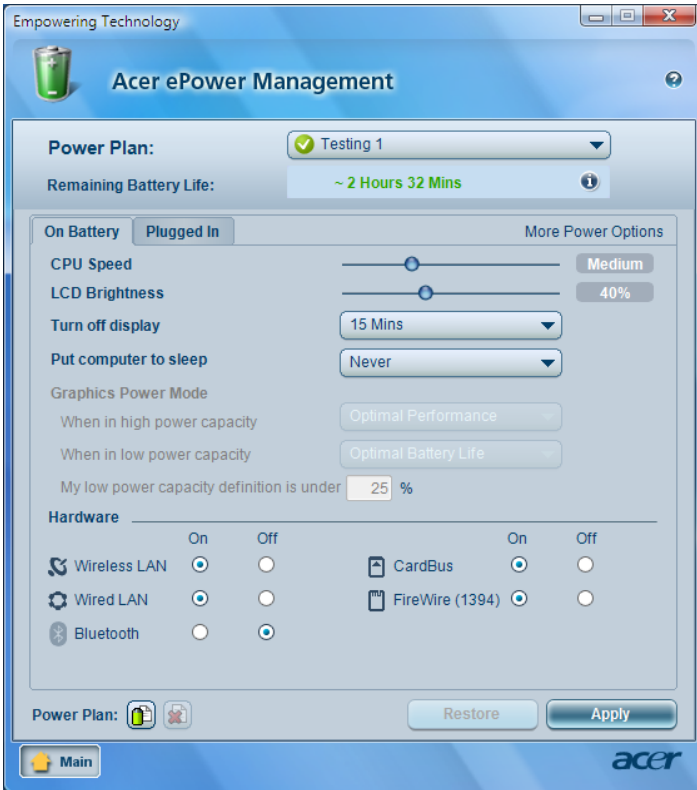 Empowering Technology
Acer ePower Management
Power Plan: Testing 1
Remaining Battery Life: ~ 2 Hours 32 Mins
On Battery Plugged In More Power Options
CPU Speed Medium
LCD Brightness 40%
Turn off display 15 Mins
Put computer to sleep Never
Graphics Power Mode
When in high power capacity Optimal Performance
When in low power capacity Optimal Battery Life
My low power capacity definition is under 25 %
Hardware
On Off On Off
Wireless LAN CardBus
Wired LAN FireWire (1394)
Bluetooth
Power Plan: Restore Apply
Main acer